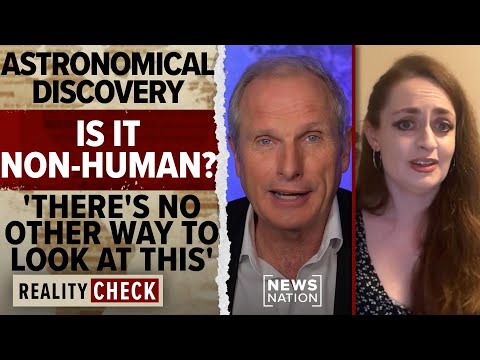 ASTRONOMICAL
DISCOVERY
IS IT
NON-HUMAN?
'THERE'S NO
OTHER WAY TO
LOOK AT THIS'
REALITY CHECK
NEWS
NATION